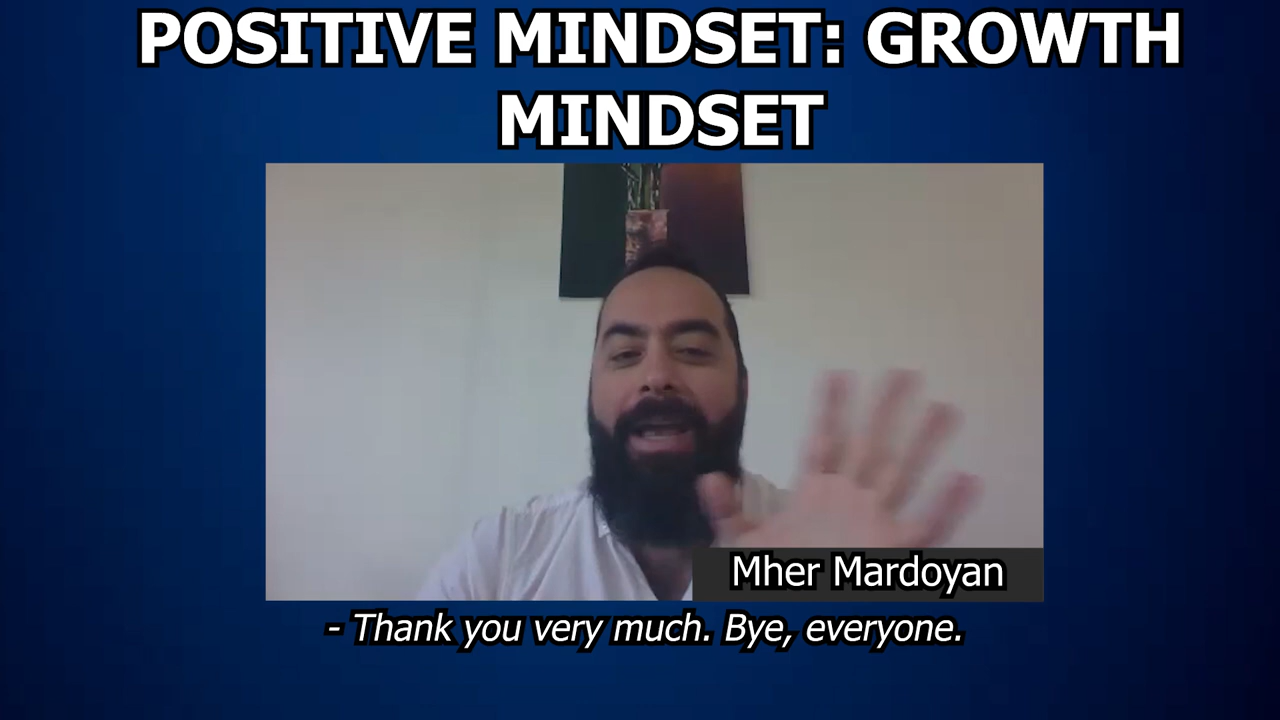 POSITIVE MINDSET: GROWTH
MINDSET
Mher Mardoyan
- Thank you very much. Bye, everyone.